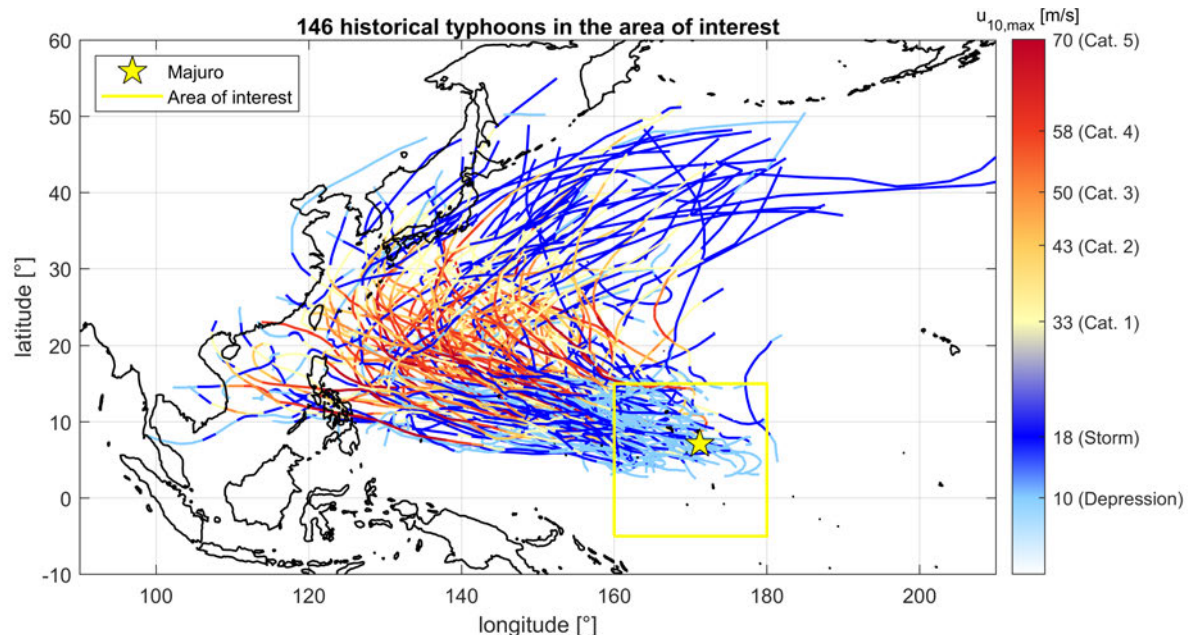 146 historical typhoons in the area of interest
u10,max [m/s]
Majuro
Area of interest
60
50
40
30
20
10
0
-10
latitude [°]
100
120
140
160
180
200
longitude [°]
70 (Cat. 5)
58 (Cat. 4)
50 (Cat. 3)
43 (Cat. 2)
33 (Cat. 1)
18 (Storm)
10 (Depression)